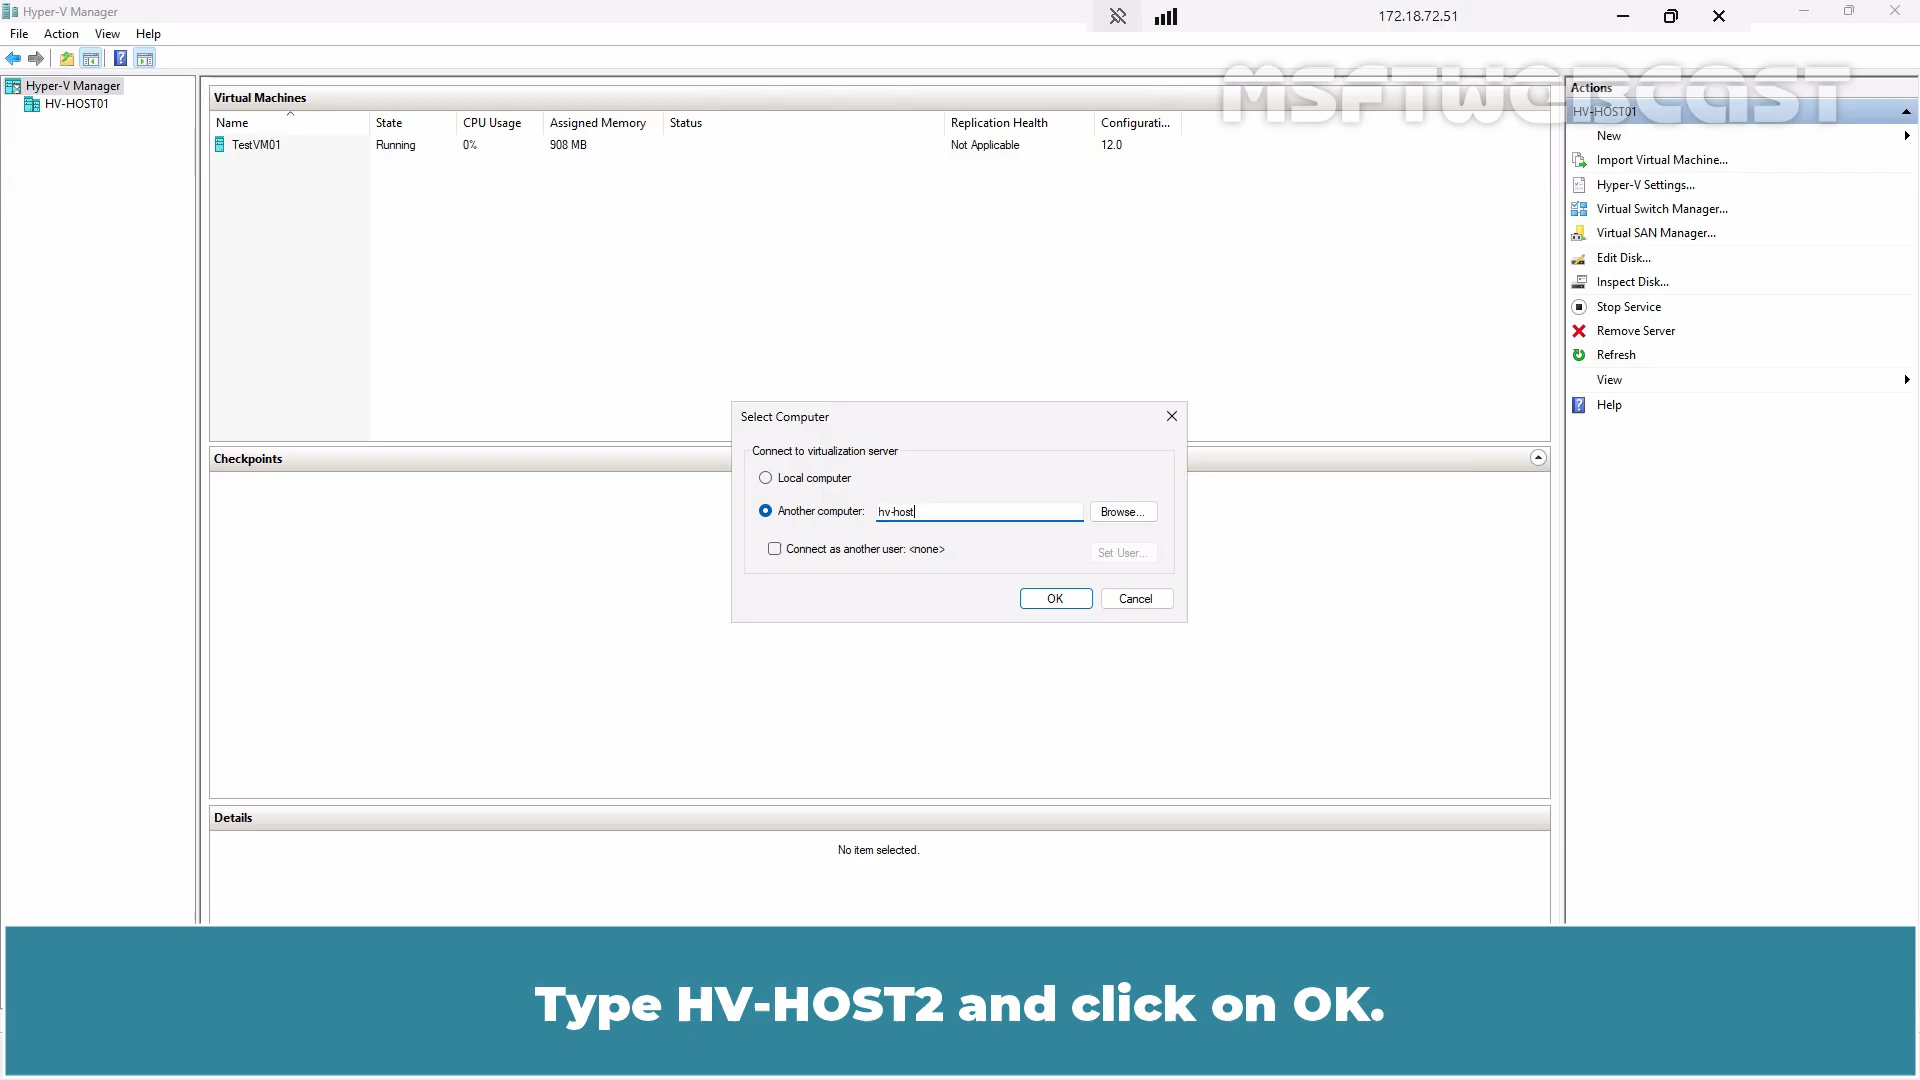 Hyper-V Manager
172.18.72.51
File Action View Help
MSFTWEBCAST
Hyper-V Manager
HV-HOST01
Virtual Machines
Name State CPU Usage Assigned Memory Status Replication Health Configurati...
TestVM01 Running 0% 908 MB Not Applicable 12.0
Checkpoints
Select Computer
Connect to virtualization server
Local computer
Another computer: hv-host Browse...
Connect as another user: <none> Set User...
OK Cancel
Details
No item selected.
Actions
HV-HOST01
New
Import Virtual Machine...
Hyper-V Settings...
Virtual Switch Manager...
Virtual SAN Manager...
Edit Disk...
Inspect Disk...
Stop Service
Remove Server
Refresh
View
Help
Type HV-HOST2 and click on OK.